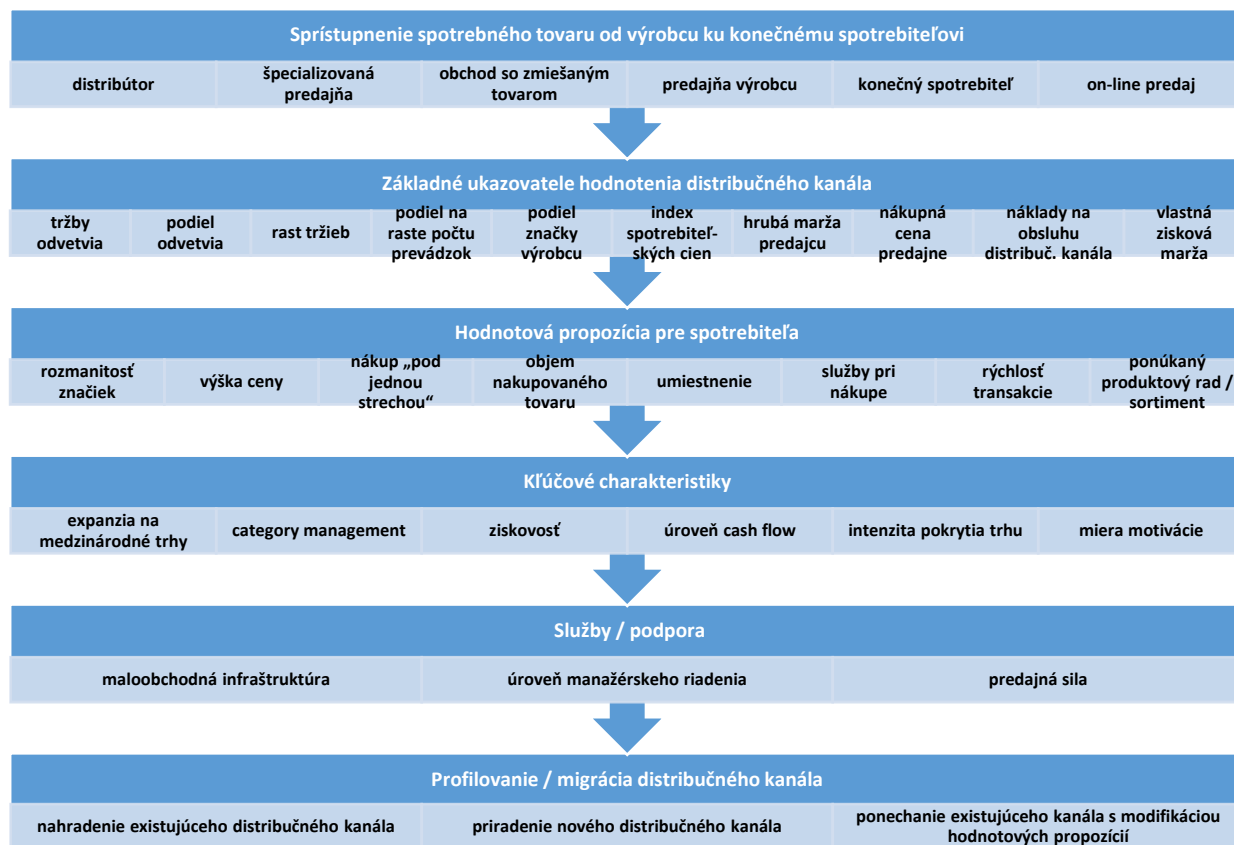 Sprístupnenie spotrebného tovaru od výrobcu ku konečnému spotrebiteľovi
distribútor
špecializovaná
predajňa
obchod so zmiešaným
tovarom
predajňa výrobcu
konečný spotrebiteľ
on-line predaj
Základné ukazovatele hodnotenia distribučného kanála
tržby
odvetvia
podiel
odvetvia
rast tržieb
podiel na
raste počtu
prevádzok
podiel
značky
výrobcu
index
spotrebiteľ-
ských cien
hrubá marža
predajcu
nákupná
cena
predajne
náklady na
obsluhu
distribuč. kanála
vlastná
zisková
marža
Hodnotová propozícia pre spotrebiteľa
rozmanitosť
značiek
výška ceny
nákup „pod
jednou
strechou“
objem
nakupovaného
tovaru
umiestnenie
služby pri
nákupe
rýchlosť
transakcie
ponúkaný
produktový rad /
sortiment
Kľúčové charakteristiky
expanzia na
medzinárodné trhy
category management
ziskovosť
úroveň cash flow
intenzita pokrytia trhu
miera motivácie
Služby / podpora
maloobchodná infraštruktúra
úroveň manažérskeho riadenia
predajná sila
Profilovanie / migrácia distribučného kanála
nahradenie existujúceho distribučného kanála
priradenie nového distribučného kanála
ponechanie existujúceho kanála s modifikáciou
hodnotových propozícií